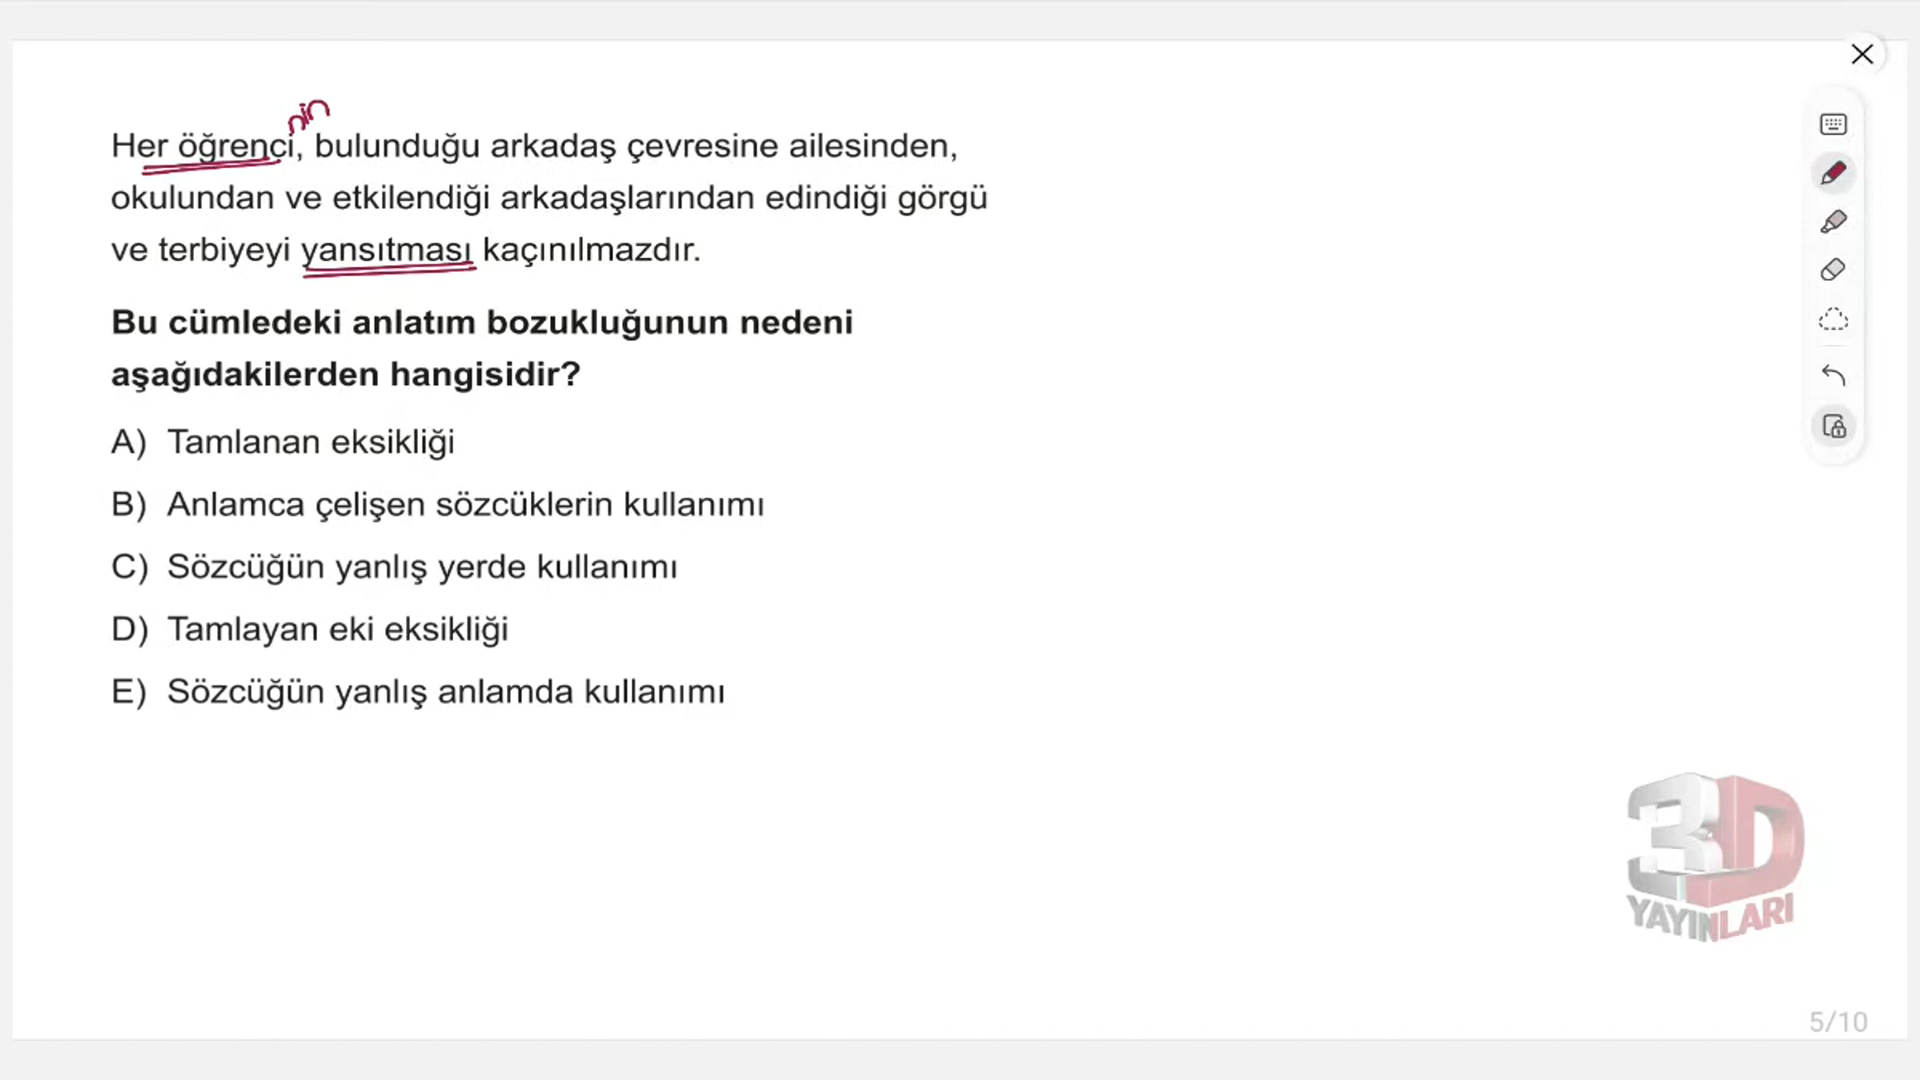 nin
Her öğrenci, bulunduğu arkadaş çevresine ailesinden,
okulundan ve etkilendiği arkadaşlarından edindiği görgü
ve terbiyeyi yansıtması kaçınılmazdır.
Bu cümledeki anlatım bozukluğunun nedeni
aşağıdakilerden hangisidir?
A) Tamlanan eksikliği
B) Anlamca çelişen sözcüklerin kullanımı
C) Sözcüğün yanlış yerde kullanımı
D) Tamlayan eki eksikliği
E) Sözcüğün yanlış anlamda kullanımı
3D
YAYINLARI
5/10